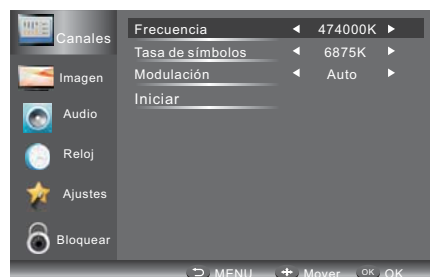 Canales
Imagen
Audio
Reloj
Ajustes
Bloquear
Frecuencia 474000K
Tasa de símbolos 6875K
Modulación Auto
Iniciar
MENU Mover OK OK